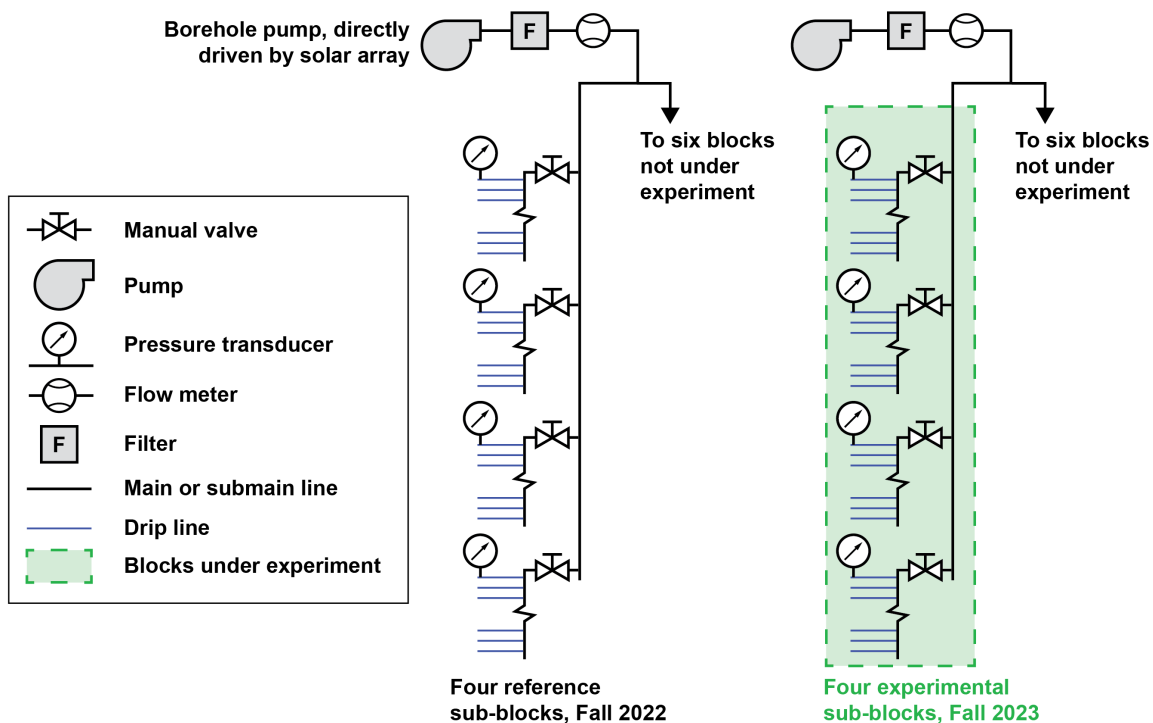 Borehole pump, directly
driven by solar array
F
F
To six blocks
not under
experiment
To six blocks
not under
experiment
Manual valve
Pump
Pressure transducer
Flow meter
F
Filter
Main or submain line
Drip line
Blocks under experiment
Four reference
sub-blocks, Fall 2022
Four experimental
sub-blocks, Fall 2023